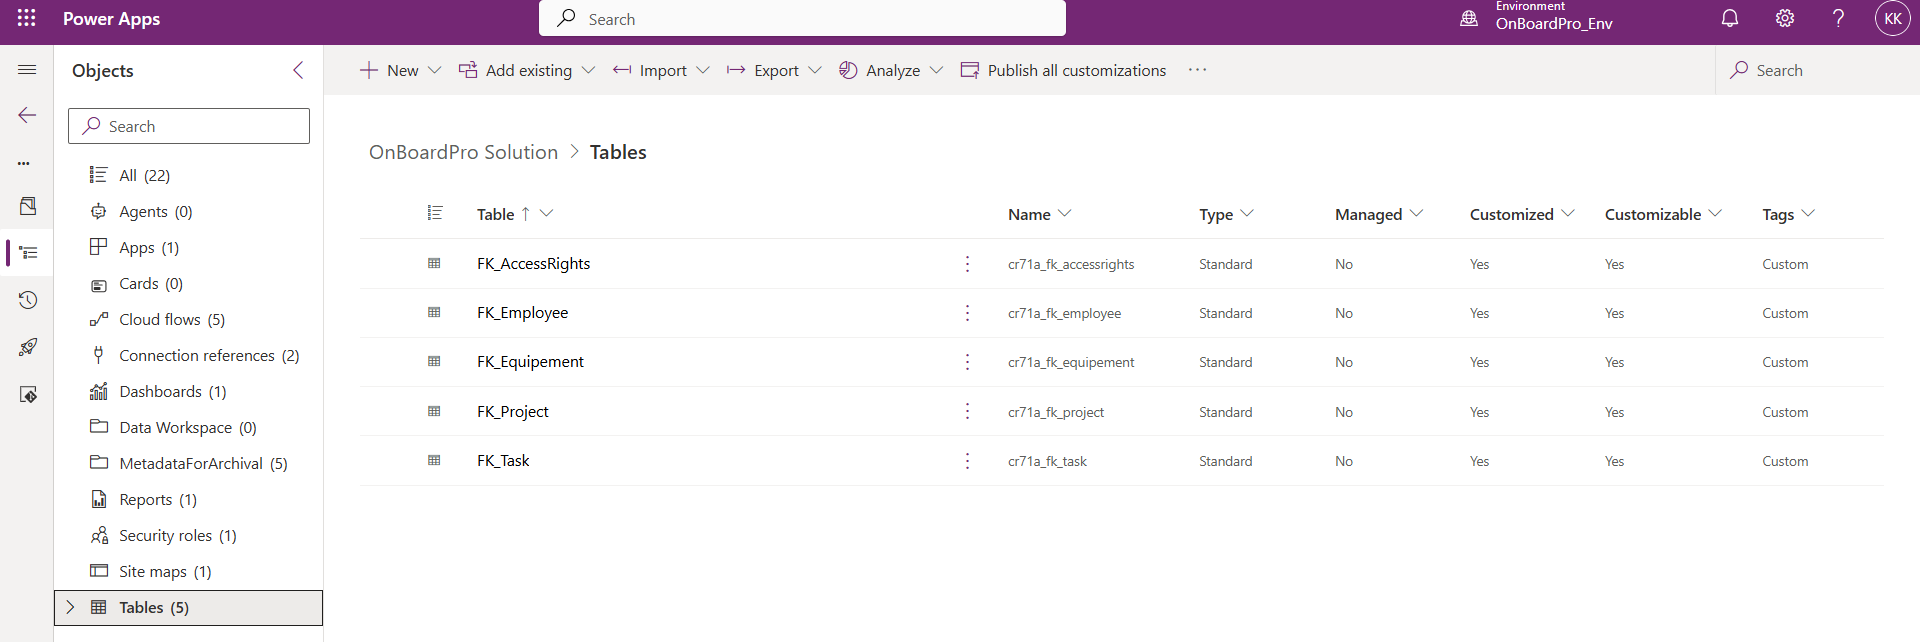 Power Apps
Search
Environment
OnBoardPro_Env
KK
Objects
New
Add existing
Import
Export
Analyze
Publish all customizations
Search
Search
All (22)
Agents (0)
Apps (1)
Cards (0)
Cloud flows (5)
Connection references (2)
Dashboards (1)
Data Workspace (0)
MetadataForArchival (5)
Reports (1)
Security roles (1)
Site maps (1)
Tables (5)
OnBoardPro Solution > Tables
Table ↑ Name Type Managed Customized Customizable Tags
FK_AccessRights cr71a_fk_accessrights Standard No Yes Yes Custom
FK_Employee cr71a_fk_employee Standard No Yes Yes Custom
FK_Equipement cr71a_fk_equipement Standard No Yes Yes Custom
FK_Project cr71a_fk_project Standard No Yes Yes Custom
FK_Task cr71a_fk_task Standard No Yes Yes Custom